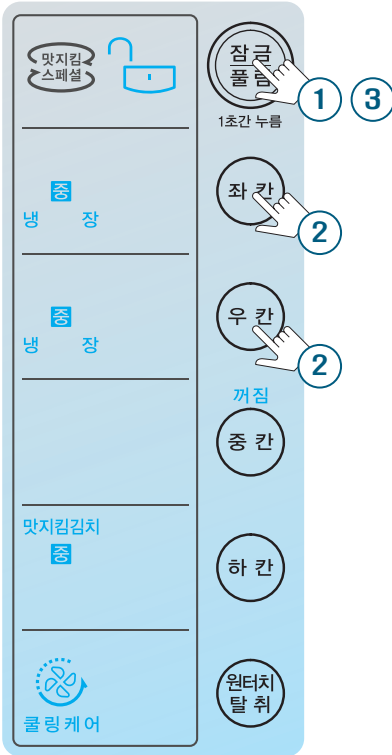 맛지킴
스페셜
잠금
풀림
1 3
1초간 누름
중
냉 장
좌 칸
2
중
냉 장
우 칸
2
꺼짐
중 칸
맛지킴김치
중
하 칸
쿨링케어
원터치
탈 취